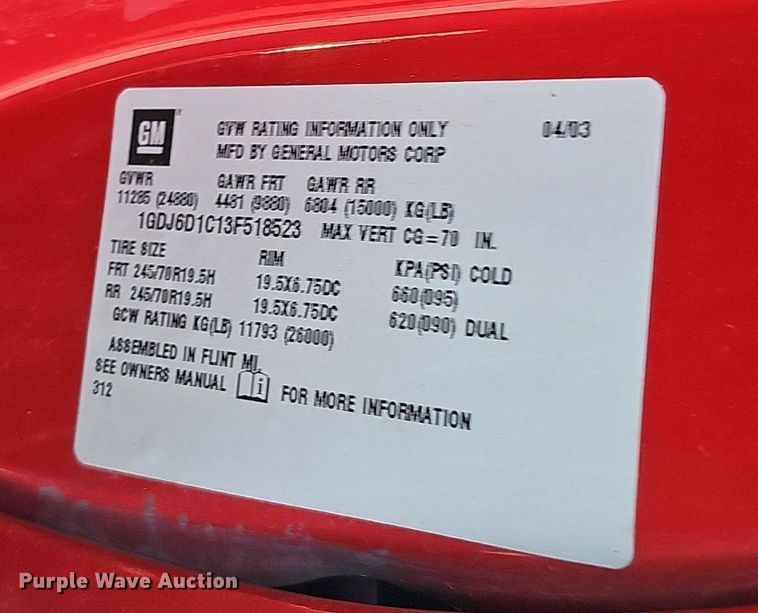 GM GVW RATING INFORMATION ONLY 04/03
MFD BY GENERAL MOTORS CORP
GVWR GAWR FRT GAWR RR
11285 (24880) 4481 (9880) 6804 (15000) KG(LB)
1GDJ6D1C13F518523 MAX VERT CG=70 IN.
TIRE SIZE RIM KPA(PSI) COLD
FRT 245/70R19.5H 19.5X6.75DC 660(095)
RR 245/70R19.5H 19.5X6.75DC 620(090) DUAL
GCW RATING KG(LB) 11793 (26000)
ASSEMBLED IN FLINT MI,
SEE OWNERS MANUAL i FOR MORE INFORMATION
312
Purple Wave Auction